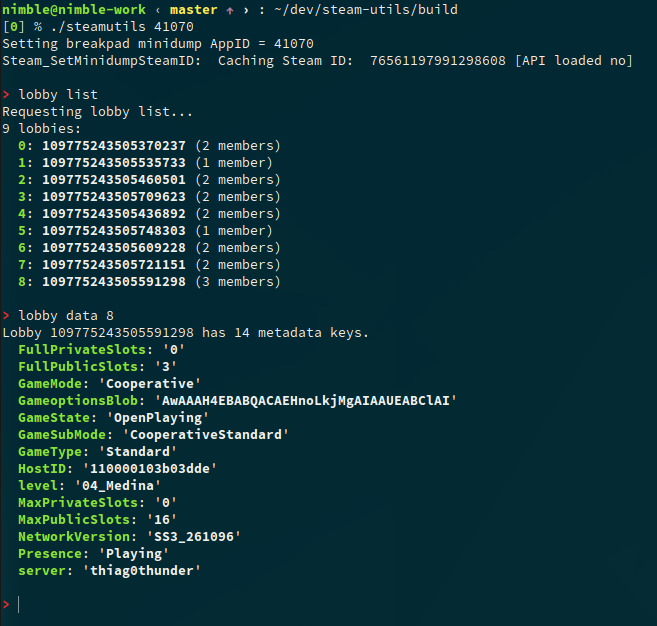 nimble@nimble-work ‹ master ↑ › : ~/dev/steam-utils/build
[0] % ./steamutils 41070
Setting breakpad minidump AppID = 41070
Steam_SetMinidumpSteamID:  Caching Steam ID:  76561197991298608 [API loaded no]
> lobby list
Requesting lobby list...
9 lobbies:
0: 109775243505370237 (2 members)
1: 109775243505535733 (1 member)
2: 109775243505460501 (2 members)
3: 109775243505709623 (2 members)
4: 109775243505436892 (2 members)
5: 109775243505748303 (1 member)
6: 109775243505609228 (2 members)
7: 109775243505721151 (2 members)
8: 109775243505591298 (3 members)
> lobby data 8
Lobby 109775243505591298 has 14 metadata keys.
FullPrivateSlots: '0'
FullPublicSlots: '3'
GameMode: 'Cooperative'
GameoptionsBlob: 'AwAAAH4EBABQACAEHnoLkjMgAIAAUEABClAI'
GameState: 'OpenPlaying'
GameSubMode: 'CooperativeStandard'
GameType: 'Standard'
HostID: '110000103b03dde'
level: '04_Medina'
MaxPrivateSlots: '0'
MaxPublicSlots: '16'
NetworkVersion: 'SS3_261096'
Presence: 'Playing'
server: 'thiag0thunder'
>